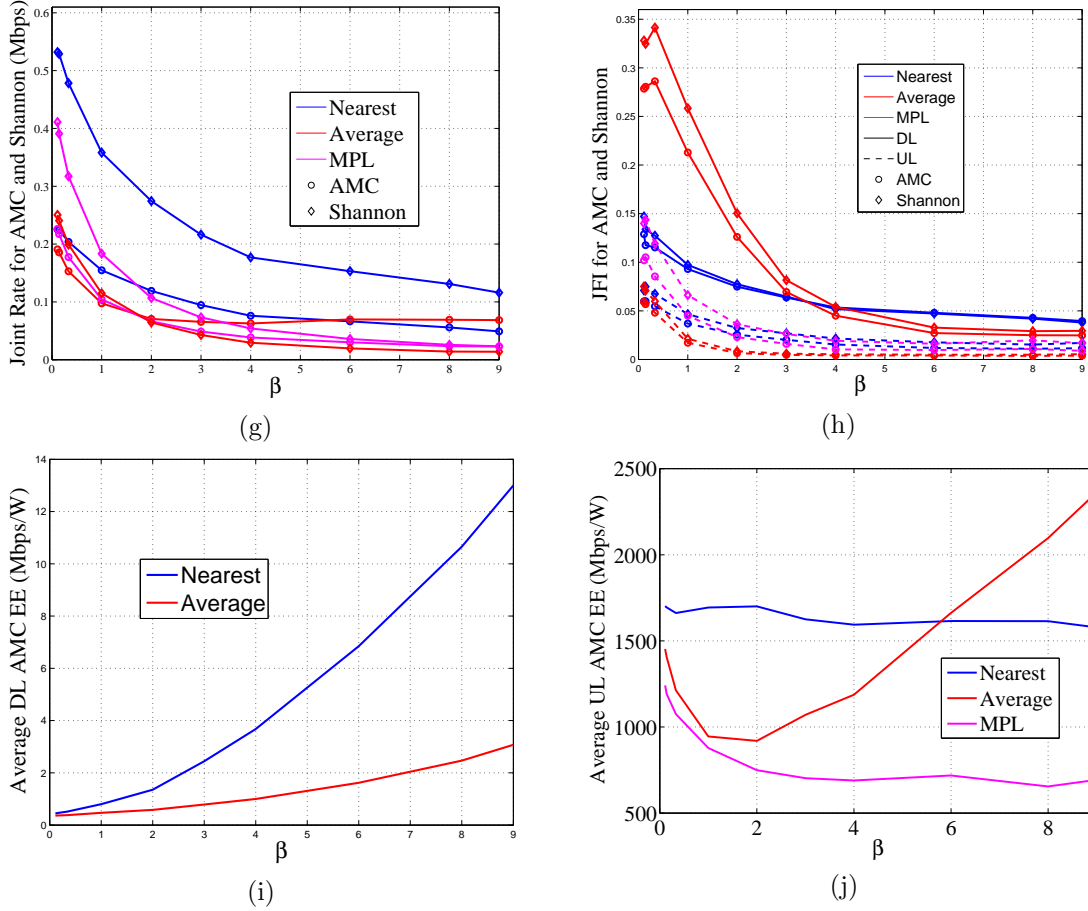 Joint Rate for AMC and Shannon (Mbps)
0.6
0.5
0.4
0.3
0.2
0.1
0
0 1 2 3 4 5 6 7 8 9
β
Nearest
Average
MPL
AMC
Shannon
(g)
JFI for AMC and Shannon
0.35
0.3
0.25
0.2
0.15
0.1
0.05
0
0 1 2 3 4 5 6 7 8 9
β
Nearest
Average
MPL
DL
UL
AMC
Shannon
(h)
Average DL AMC EE (Mbps/W)
14
12
10
8
6
4
2
0
0 1 2 3 4 5 6 7 8 9
β
Nearest
Average
(i)
Average UL AMC EE (Mbps/W)
2500
2000
1500
1000
500
0 2 4 6 8
β
Nearest
Average
MPL
(j)